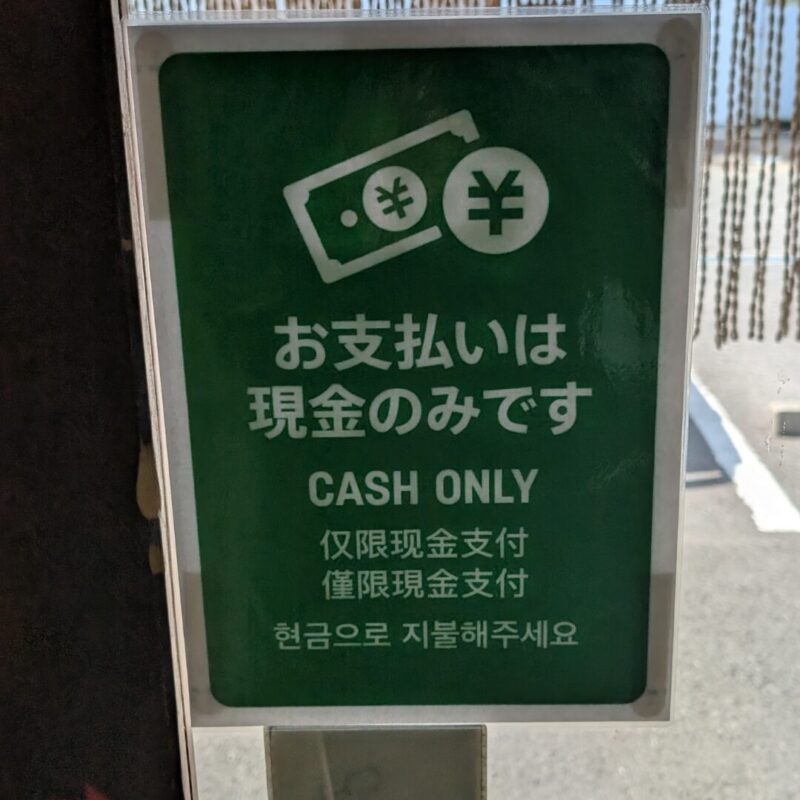 ¥ ¥
お支払いは
現金のみです
CASH ONLY
仅限现金支付
僅限現金支付
현금으로 지불해주세요